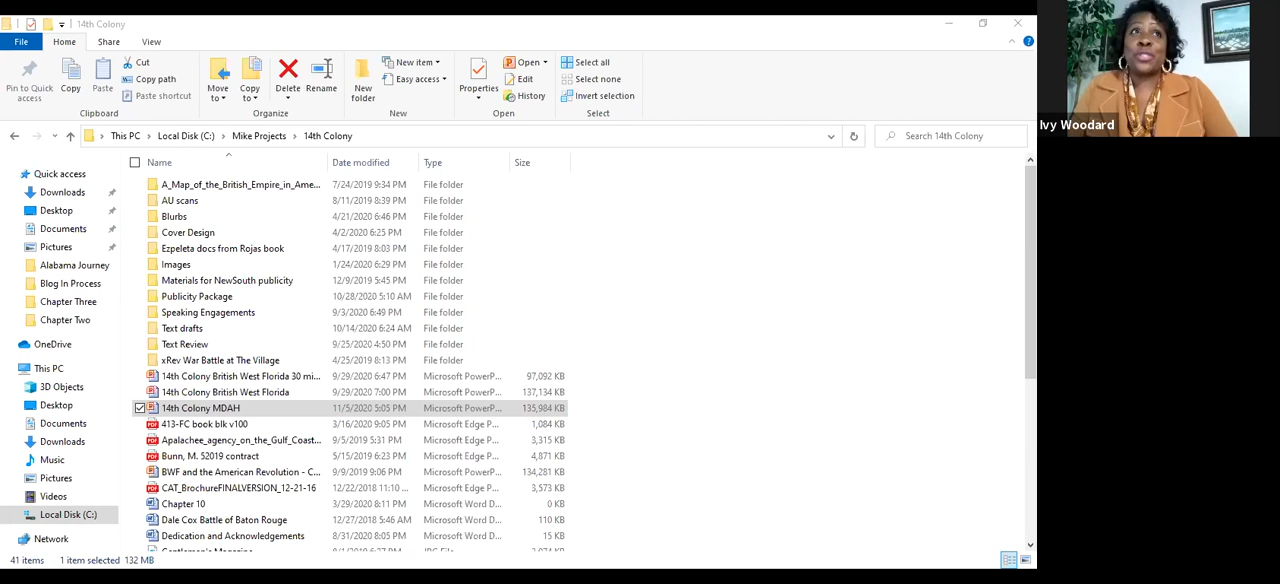 14th Colony
File Home Share View
Pin to Quick access
Copy
Paste
Cut
Copy path
Paste shortcut
Clipboard
Move to
Copy to
Delete
Rename
Organize
New folder
New item
Easy access
New
Properties
Open
Edit
History
Open
Select all
Select none
Invert selection
Select
This PC Local Disk (C:) Mike Projects 14th Colony
Search 14th Colony
Ivy Woodard
Quick access
Downloads
Desktop
Documents
Pictures
Alabama Journey
Blog In Process
Chapter Three
Chapter Two
OneDrive
This PC
3D Objects
Desktop
Documents
Downloads
Music
Pictures
Videos
Local Disk (C:)
Network
Name Date modified Type Size
A_Map_of_the_British_Empire_in_Ame... 7/24/2019 9:34 PM File folder
AU scans 8/11/2019 8:39 PM File folder
Blurbs 4/21/2020 6:46 PM File folder
Cover Design 4/2/2020 6:25 PM File folder
Ezpeleta docs from Rojas book 4/17/2019 8:03 PM File folder
Images 1/24/2020 6:29 PM File folder
Materials for NewSouth publicity 12/9/2019 5:45 PM File folder
Publicity Package 10/28/2020 5:10 AM File folder
Speaking Engagements 9/3/2020 6:49 PM File folder
Text drafts 10/14/2020 6:24 AM File folder
Text Review 9/25/2020 4:50 PM File folder
xRev War Battle at The Village 4/25/2019 8:13 PM File folder
14th Colony British West Florida 30 mi... 9/29/2020 6:47 PM Microsoft PowerP... 97,092 KB
14th Colony British West Florida 9/29/2020 7:00 PM Microsoft PowerP... 137,134 KB
14th Colony MDAH 11/5/2020 5:05 PM Microsoft PowerP... 135,984 KB
413-FC book blk v100 3/16/2020 9:05 PM Microsoft Edge P... 1,084 KB
Apalachee_agency_on_the_Gulf_Coast... 9/5/2019 5:31 PM Microsoft Edge P... 3,315 KB
Bunn, M. 52019 contract 5/15/2019 6:23 PM Microsoft Edge P... 4,871 KB
BWF and the American Revolution - C... 9/9/2019 9:06 PM Microsoft PowerP... 134,281 KB
CAT_BrochureFINALVERSION_12-21-16 12/22/2018 11:10 ... Microsoft Edge P... 3,573 KB
Chapter 10 3/29/2020 8:11 PM Microsoft Word D... 0 KB
Dale Cox Battle of Baton Rouge 12/27/2018 5:46 AM Microsoft Word D... 110 KB
Dedication and Acknowledgements 8/31/2020 8:05 PM Microsoft Word D... 15 KB
41 items 1 item selected 132 MB